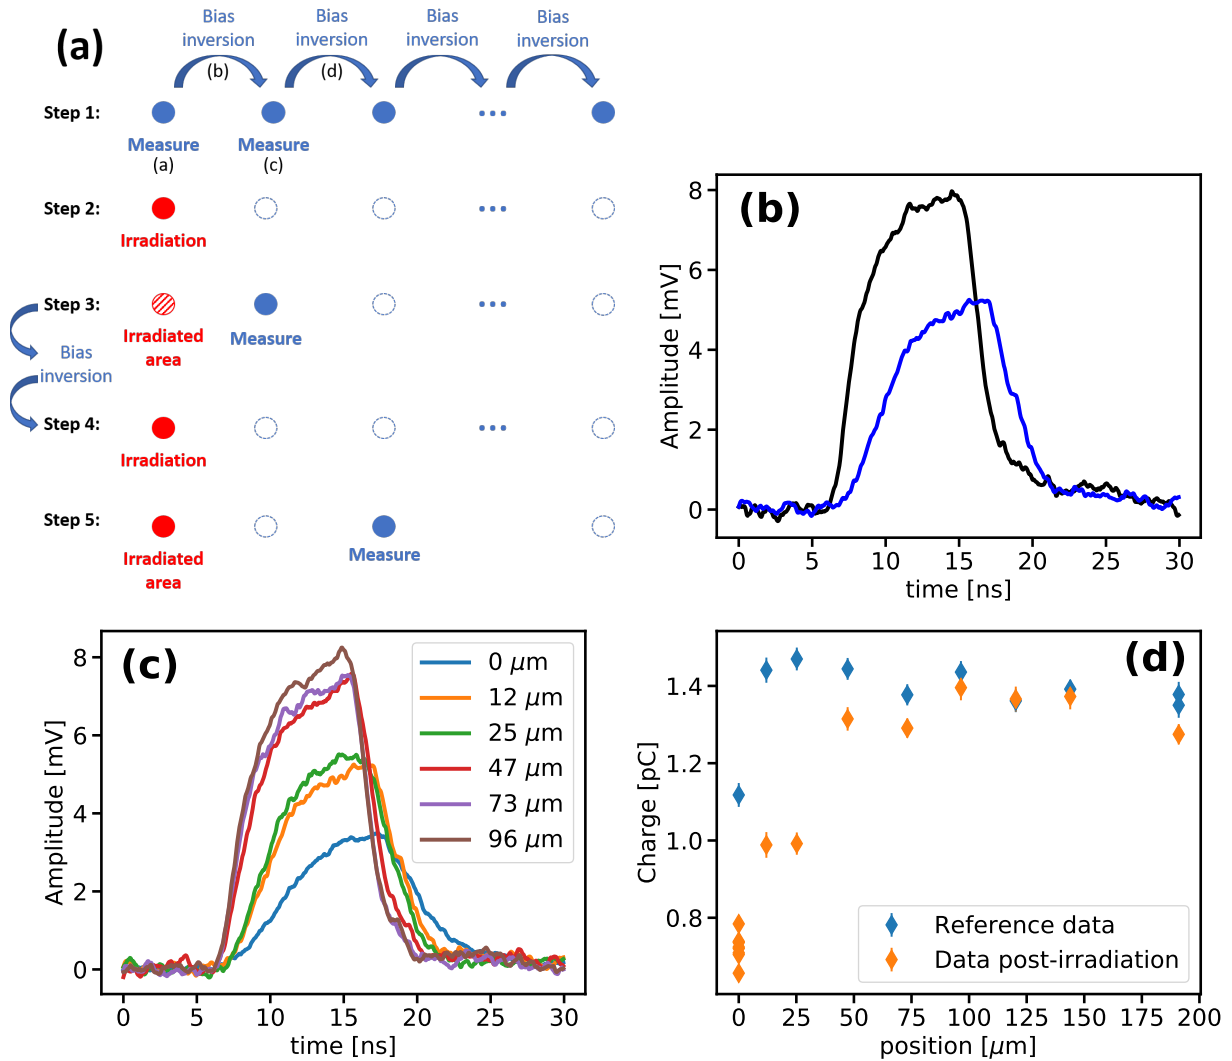 (a)
Bias inversion
(b)
Bias inversion
(d)
Bias inversion
Bias inversion
Step 1:
...
Measure
(a)
Measure
(c)
Step 2:
...
Irradiation
Step 3:
...
Irradiated area
Measure
Bias inversion
Step 4:
...
Irradiation
Step 5:
Irradiated area
Measure
(b)
Amplitude [mV]
8
6
4
2
0
0 5 10 15 20 25 30
time [ns]
(c)
Amplitude [mV]
8
6
4
2
0
0 μm
12 μm
25 μm
47 μm
73 μm
96 μm
0 5 10 15 20 25 30
time [ns]
(d)
Charge [pC]
1.4
1.2
1.0
0.8
Reference data
Data post-irradiation
0 25 50 75 100 125 150 175 200
position [μm]